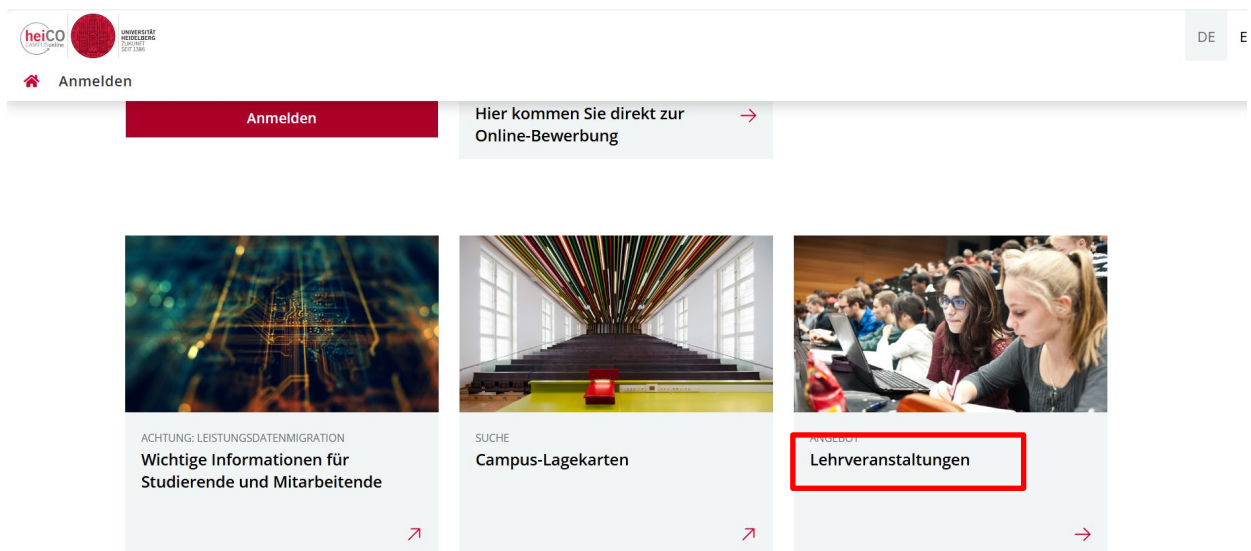 heiCO
CAMPUSonline
UNIVERSITÄT
HEIDELBERG
ZUKUNFT
SEIT 1386
DE
E
Anmelden
Anmelden
Hier kommen Sie direkt zur
Online-Bewerbung
ACHTUNG: LEISTUNGSDATENMIGRATION
Wichtige Informationen für
Studierende und Mitarbeitende
SUCHE
Campus-Lagekarten
ANGEBOT
Lehrveranstaltungen